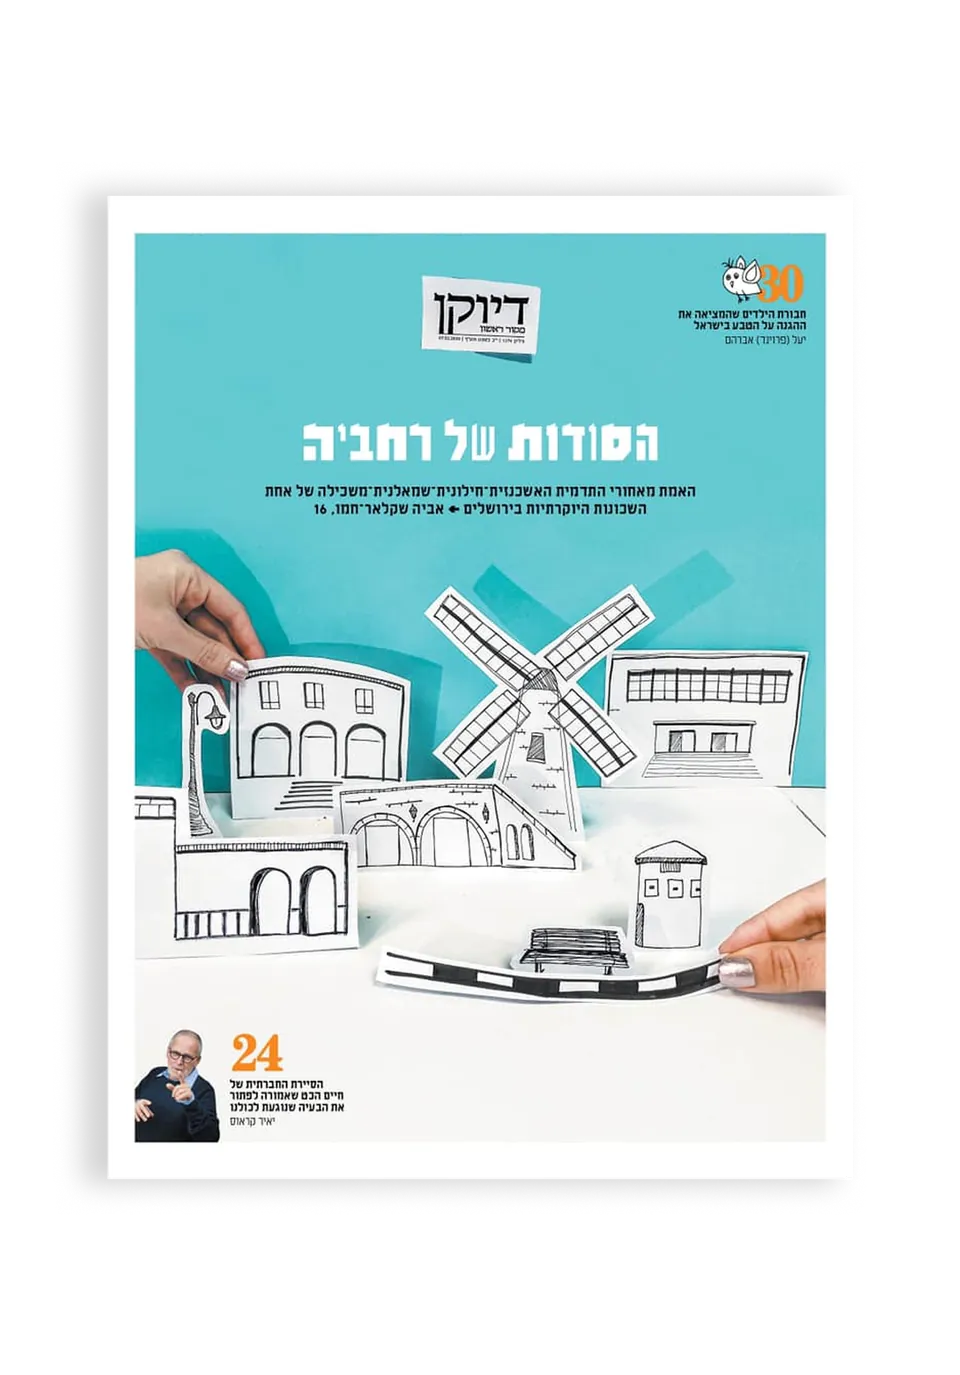 דיוקן
מקור ראשון
30
חבורת הילדים שהמציאה את
ההגנה על הטבע בישראל
יעל (פרוינד) אברהם
הסודות של רחביה
האמת מאחורי התדמית האשכנזית־חילונית־שמאלנית־משכילה של אחת
השכונות היוקרתיות בירושלים ← אביה שקלאר־חמו, 16
24
הסיירת החברתית של
חיים הכט שאמורה לפתור
את הבעיה שנוגעת לכולנו
יאיר קראוס